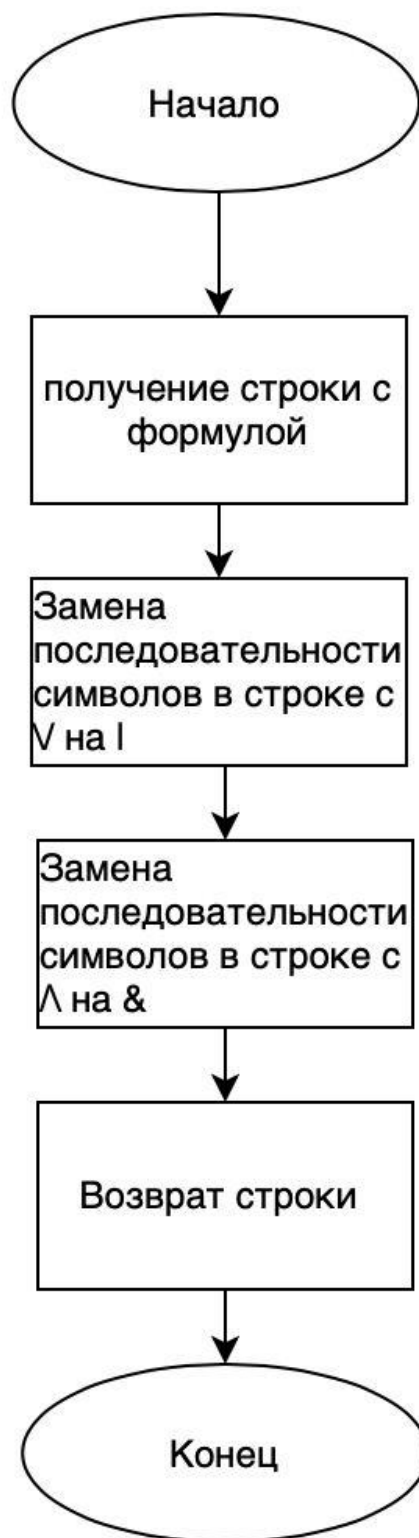 Начало
получение строки с
формулой
Замена
последовательности
символов в строке с
\/ на |
Замена
последовательности
символов в строке с
/\ на &
Возврат строки
Конец